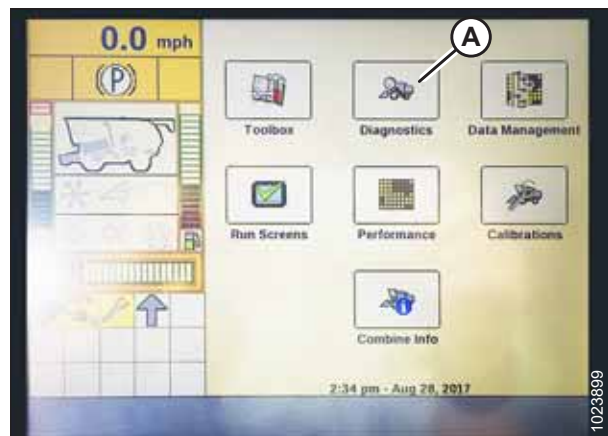 0.0 mph
(P)
A
Toolbox
Diagnostics
Data Management
Run Screens
Performance
Calibrations
Combine Info
2:34 pm - Aug 28, 2017
1023899